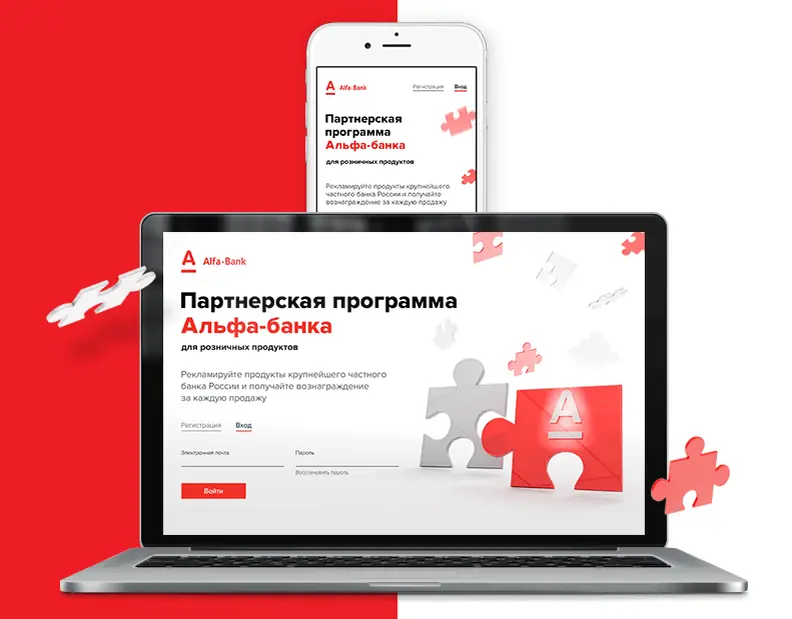 А Alfa-Bank
Регистрация Вход
Партнерская
программа
Альфа-банка
для розничных продуктов
Рекламируйте продукты крупнейшего
частного банка России и получайте
вознаграждение за каждую продажу
А Alfa-Bank
Партнерская программа
Альфа-банка
для розничных продуктов
Рекламируйте продукты крупнейшего частного
банка России и получайте вознаграждение
за каждую продажу
Регистрация Вход
Электронная почта Пароль
Восстановить пароль
Войти
А